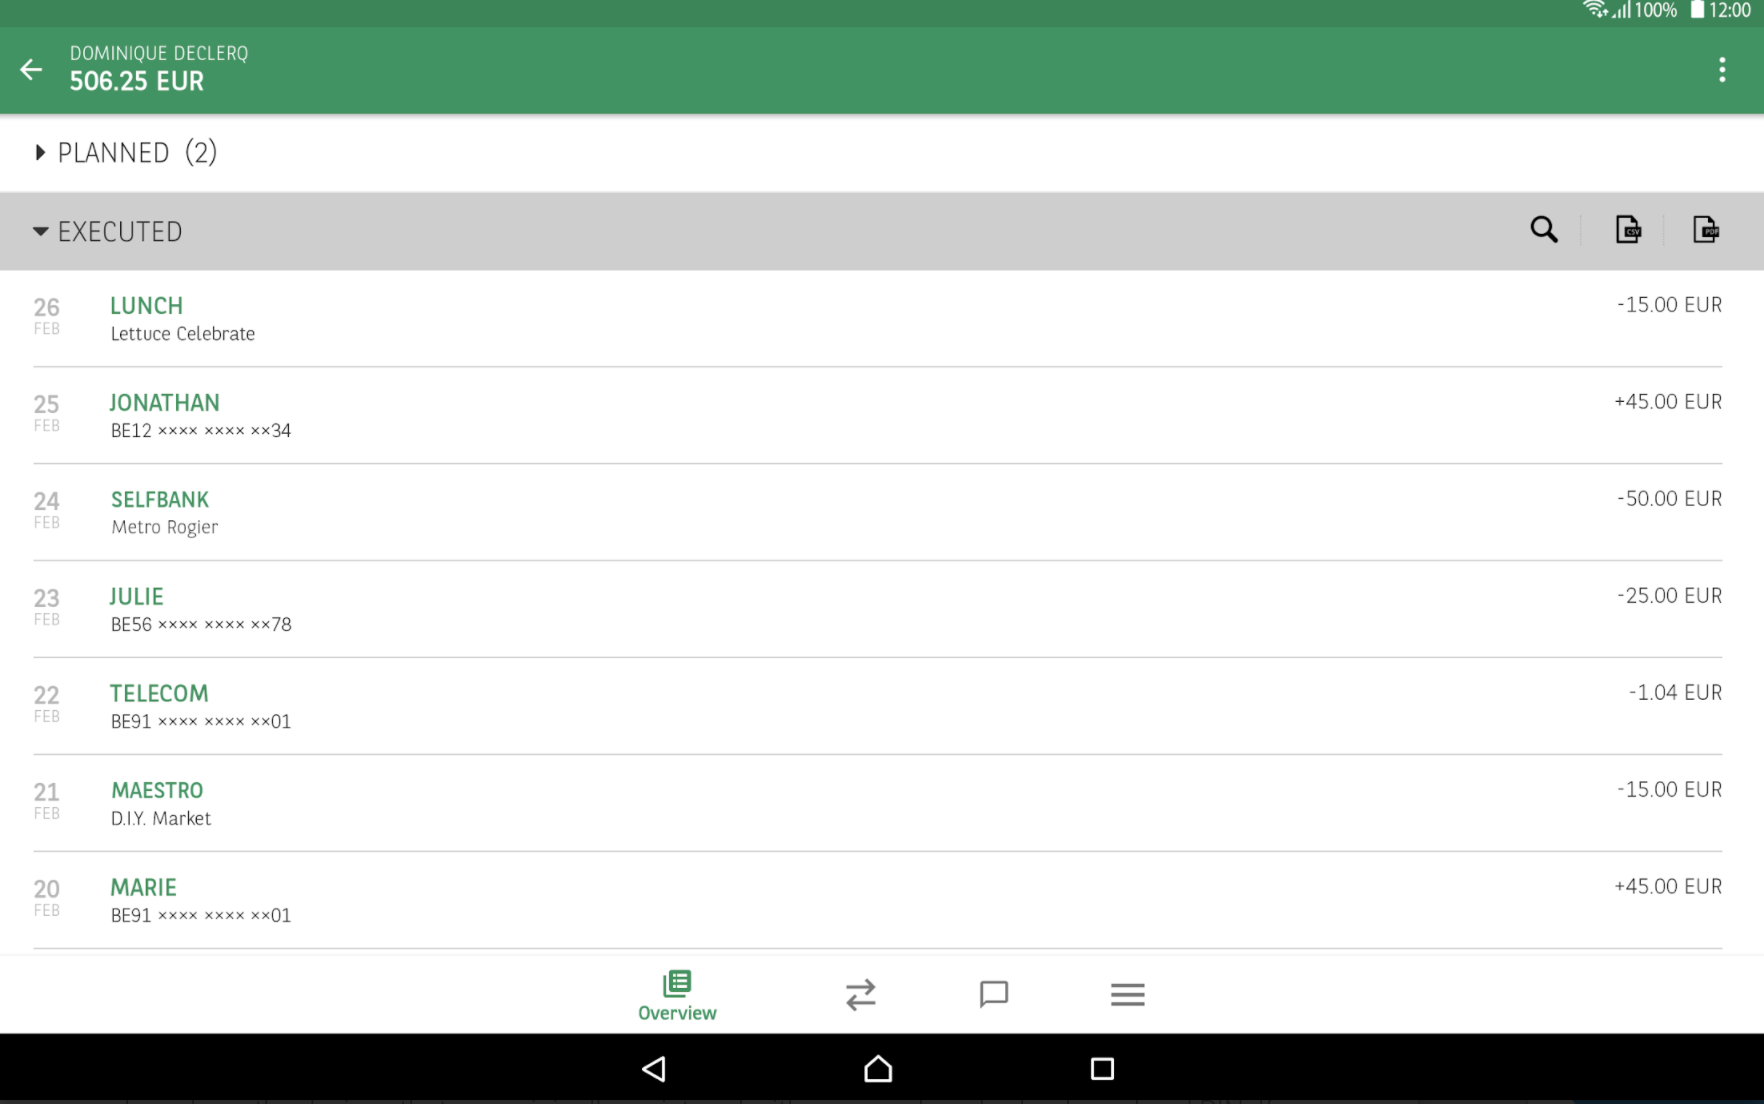 100% 12:00
DOMINIQUE DECLERQ
506.25 EUR
PLANNED (2)
EXECUTED
CSV PDF
26 LUNCH -15.00 EUR
FEB Lettuce Celebrate
25 JONATHAN +45.00 EUR
FEB BE12 ×××× ×××× ××34
24 SELFBANK -50.00 EUR
FEB Metro Rogier
23 JULIE -25.00 EUR
FEB BE56 ×××× ×××× ××78
22 TELECOM -1.04 EUR
FEB BE91 ×××× ×××× ××01
21 MAESTRO -15.00 EUR
FEB D.I.Y. Market
20 MARIE +45.00 EUR
FEB BE91 ×××× ×××× ××01
Overview